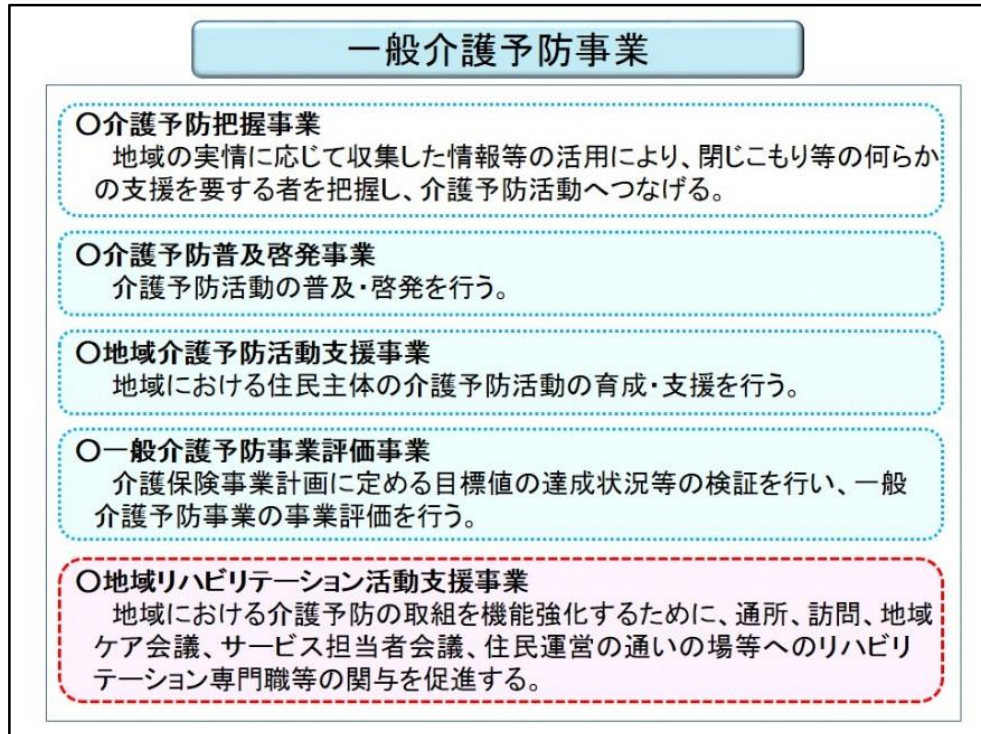 一般介護予防事業
〇介護予防把握事業
地域の実情に応じて収集した情報等の活用により、閉じこもり等の何らか
の支援を要する者を把握し、介護予防活動へつなげる。
〇介護予防普及啓発事業
介護予防活動の普及・啓発を行う。
〇地域介護予防活動支援事業
地域における住民主体の介護予防活動の育成・支援を行う。
〇一般介護予防事業評価事業
介護保険事業計画に定める目標値の達成状況等の検証を行い、一般
介護予防事業の事業評価を行う。
〇地域リハビリテーション活動支援事業
地域における介護予防の取組を機能強化するために、通所、訪問、地域
ケア会議、サービス担当者会議、住民運営の通いの場等へのリハビリ
テーション専門職等の関与を促進する。